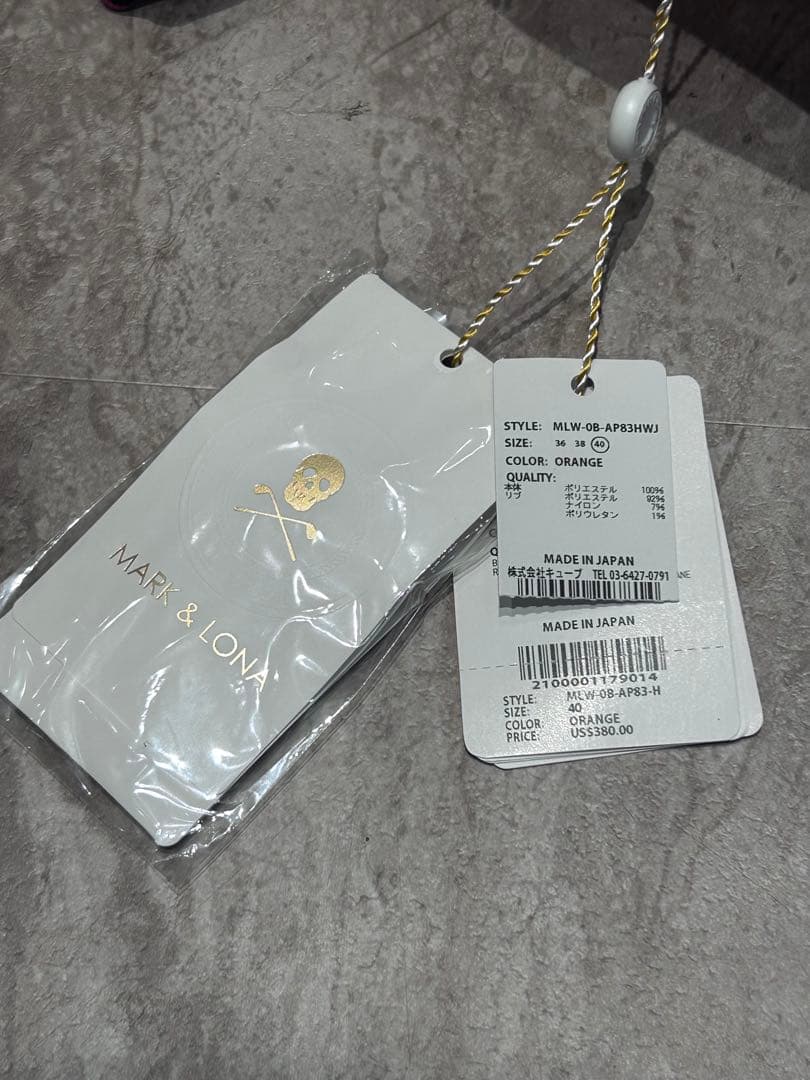 MARK & LONA
STYLE: MLW-0B-AP83HWJ
SIZE: 36 38 40
COLOR: ORANGE
QUALITY:
本体 ポリエステル 100%
リブ ポリエステル 92%
ナイロン 7%
ポリウレタン 1%
MADE IN JAPAN
株式会社キューブ TEL 03-6427-0791
MADE IN JAPAN
2100001179014
STYLE: MLW-0B-AP83-H
SIZE: 40
COLOR: ORANGE
PRICE: US$380.00